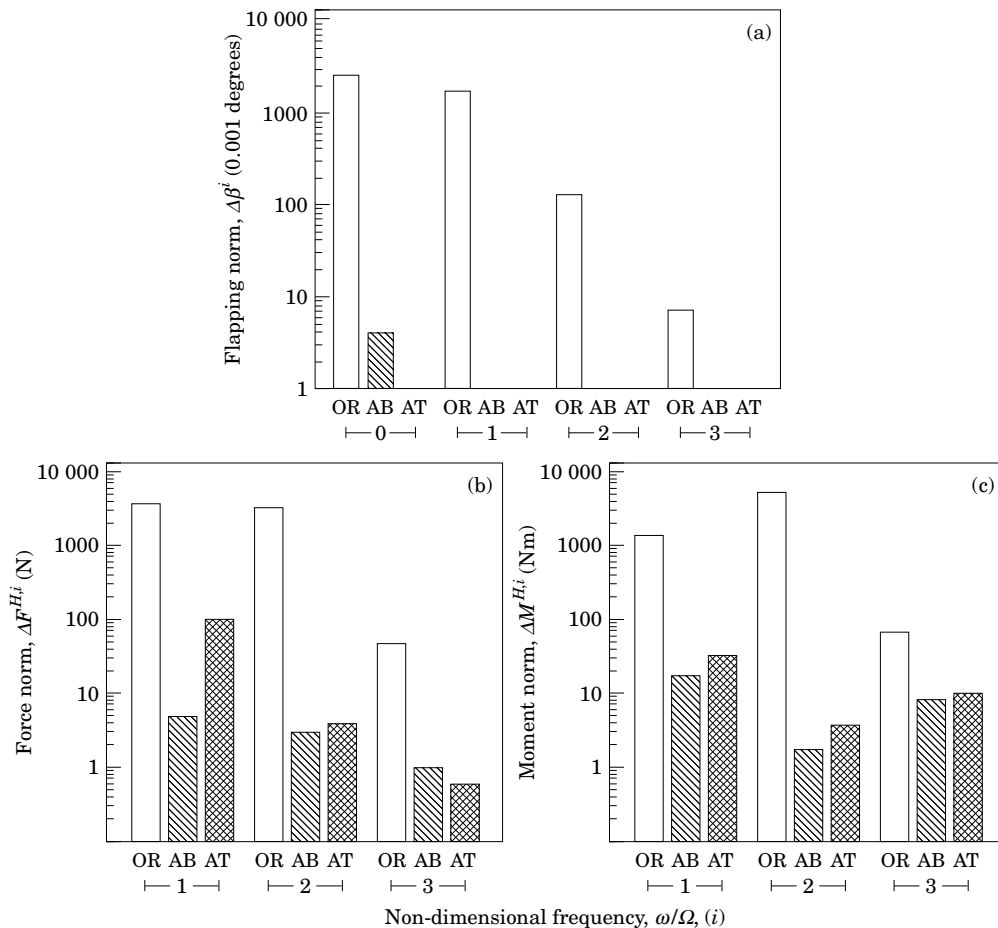 (a)
Flapping norm, Δβ^i (0.001 degrees)
10 000
1000
100
10
1
OR AB AT OR AB AT OR AB AT OR AB AT
0 1 2 3
(b)
Force norm, ΔF^{H,i} (N)
10 000
1000
100
10
1
OR AB AT OR AB AT OR AB AT
1 2 3
(c)
Moment norm, ΔM^{H,i} (Nm)
10 000
1000
100
10
1
OR AB AT OR AB AT OR AB AT
1 2 3
Non-dimensional frequency, ω/Ω, (i)